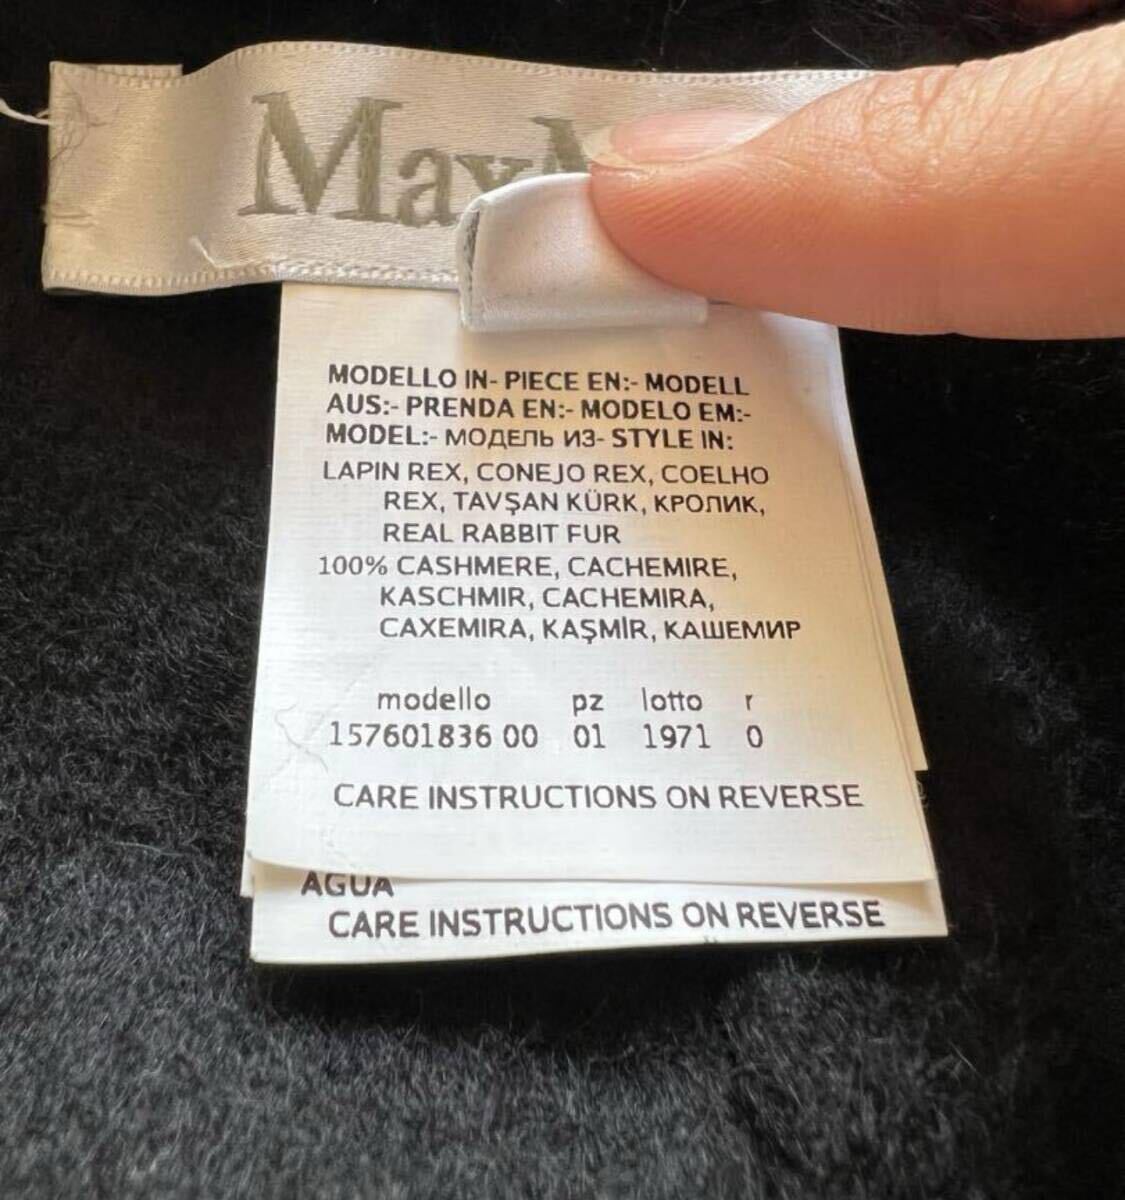 Max
MODELLO IN- PIECE EN:- MODELL
AUS:- PRENDA EN:- MODELO EM:-
MODEL:- МОДЕЛЬ ИЗ- STYLE IN:
LAPIN REX, CONEJO REX, COELHO
REX, TAVŞAN KÜRK, КРОЛИК,
REAL RABBIT FUR
100% CASHMERE, CACHEMIRE,
KASCHMIR, CACHEMIRA,
CAXEMIRA, KAŞMİR, КАШЕМИР
modello pz lotto r
157601836 00 01 1971 0
CARE INSTRUCTIONS ON REVERSE
AGUA
CARE INSTRUCTIONS ON REVERSE